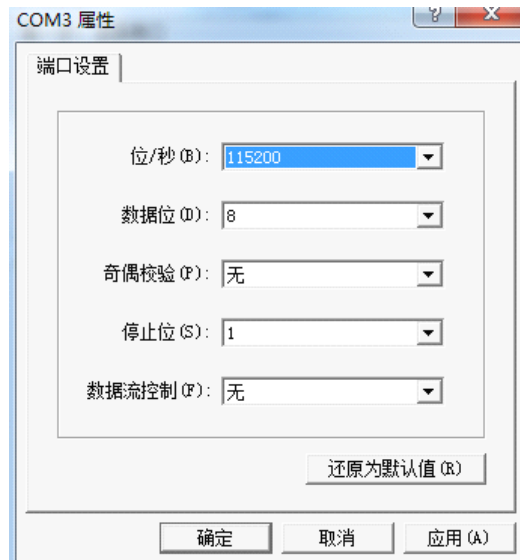 COM3 属性
端口设置
位/秒(B): 115200
数据位(D): 8
奇偶校验(P): 无
停止位(S): 1
数据流控制(F): 无
还原为默认值(R)
确定 取消 应用(A)